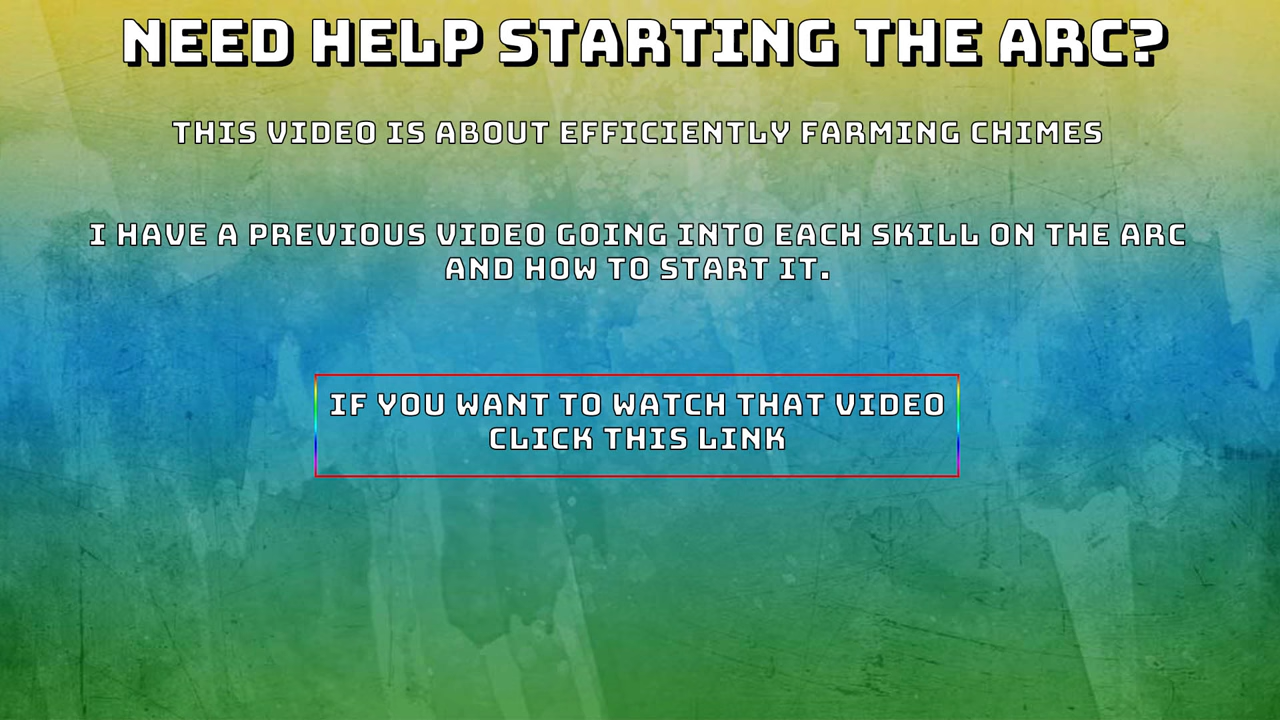 NEED HELP STARTING THE ARC?
THIS VIDEO IS ABOUT EFFICIENTLY FARMING CHIMES
I HAVE A PREVIOUS VIDEO GOING INTO EACH SKILL ON THE ARC
AND HOW TO START IT.
IF YOU WANT TO WATCH THAT VIDEO
CLICK THIS LINK